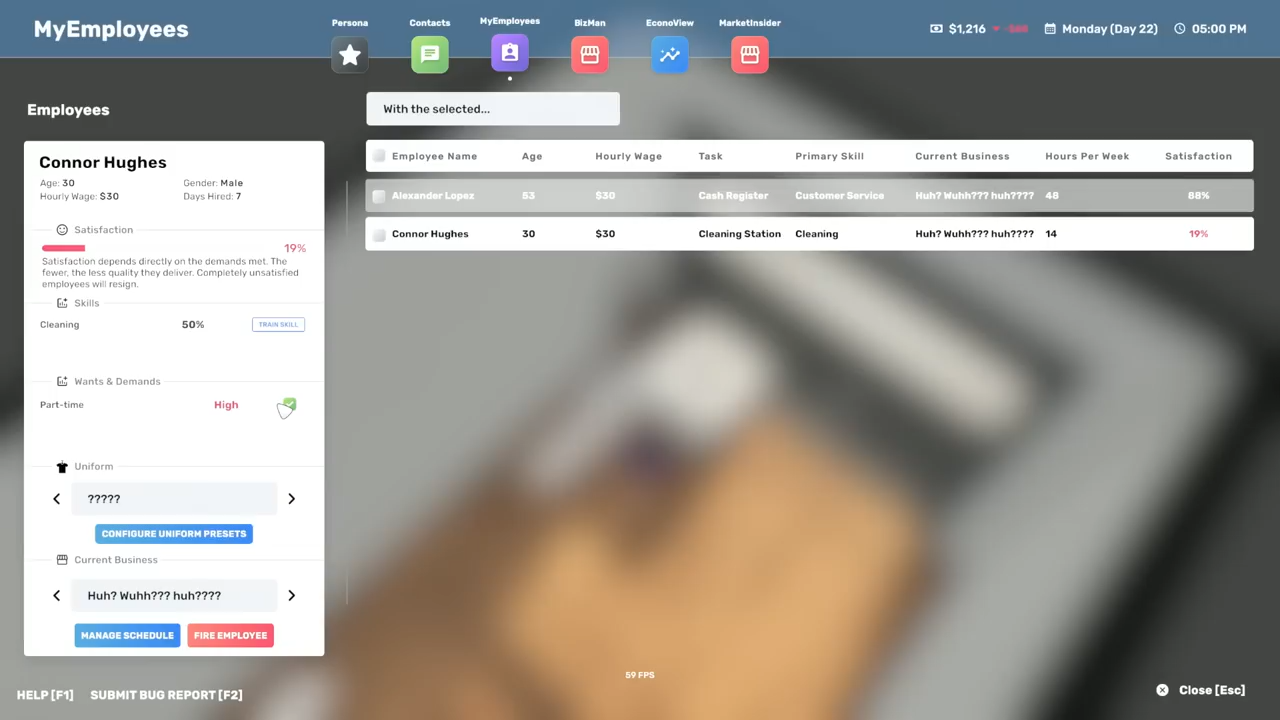 MyEmployees
Persona
Contacts
MyEmployees
BizMan
EconoView
MarketInsider
$1,216
Monday (Day 22)
05:00 PM
Employees
With the selected...
Connor Hughes
Age: 30
Gender: Male
Hourly Wage: $30
Days Hired: 7
Satisfaction
19%
Satisfaction depends directly on the demands met. The
fewer, the less quality they deliver. Completely unsatisfied
employees will resign.
Skills
Cleaning 50% TRAIN SKILL
Wants & Demands
Part-time High
Uniform
?????
CONFIGURE UNIFORM PRESETS
Current Business
Huh? Wuhh??? huh????
MANAGE SCHEDULE
FIRE EMPLOYEE
Employee Name Age Hourly Wage Task Primary Skill Current Business Hours Per Week Satisfaction
Alexander Lopez 53 $30 Cash Register Customer Service Huh? Wuhh??? huh???? 48 88%
Connor Hughes 30 $30 Cleaning Station Cleaning Huh? Wuhh??? huh???? 14 19%
59 FPS
HELP [F1]
SUBMIT BUG REPORT [F2]
Close [Esc]